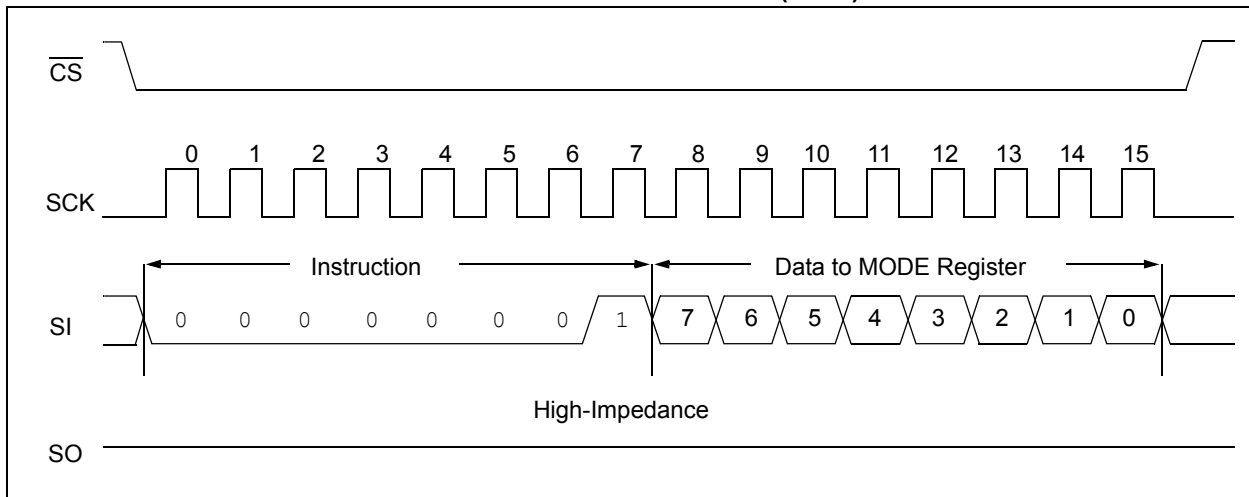 CS
0 1 2 3 4 5 6 7 8 9 10 11 12 13 14 15
SCK
Instruction Data to MODE Register
SI 0 0 0 0 0 0 0 1 7 6 5 4 3 2 1 0
High-Impedance
SO